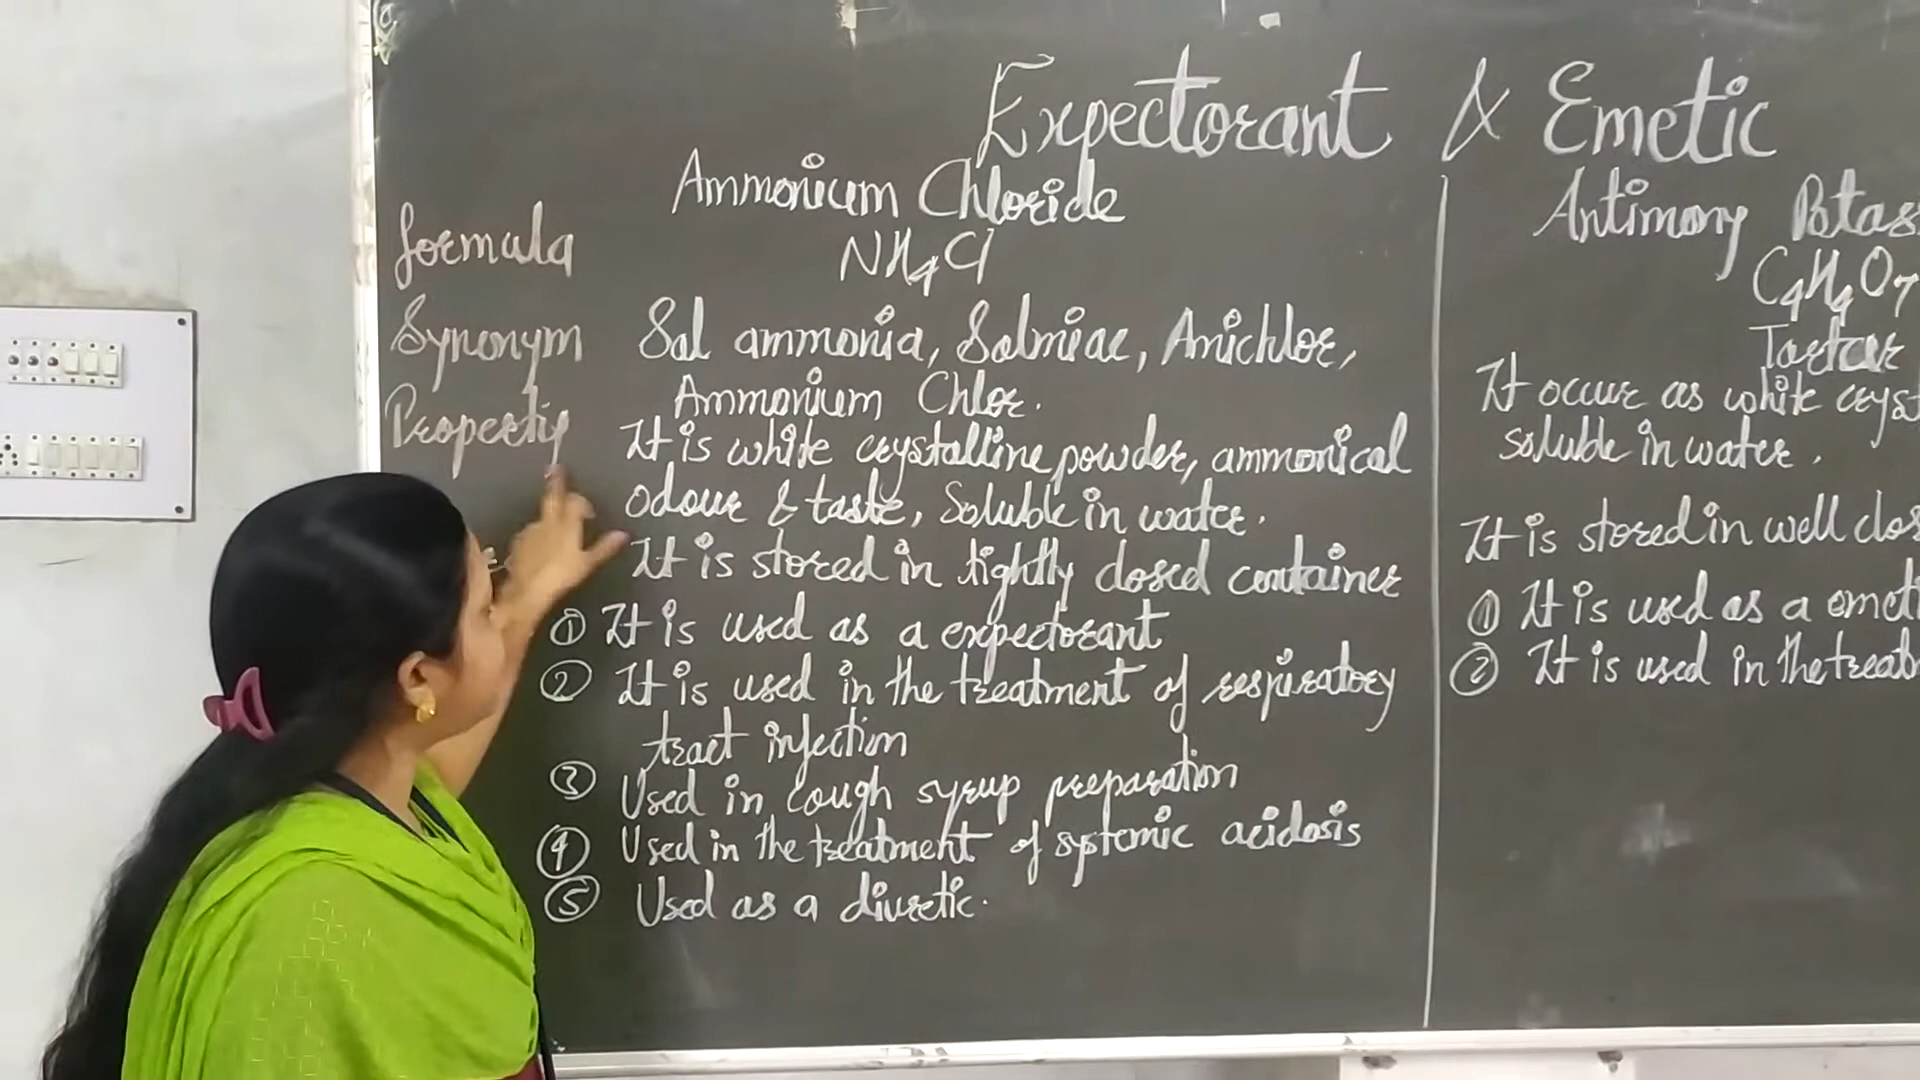 Expectorant & Emetic
Ammonium Chloride
Formula NH4Cl
Synonym Sal ammonia, Salmiac, Amichlor,
Ammonium Chlor.
Property It is white crystalline powder, ammonical
odour & taste, Soluble in water.
It is stored in tightly closed container
① It is used as a expectorant
② It is used in the treatment of respiratory
tract infection
③ Used in cough syrup preparation
④ Used in the treatment of systemic acidosis
⑤ Used as a diuretic.
Antimony Potas
C4H4O7
Tartar
It occur as white cryst
soluble in water.
It is stored in well clos
① It is used as a emeti
② It is used in the treatm